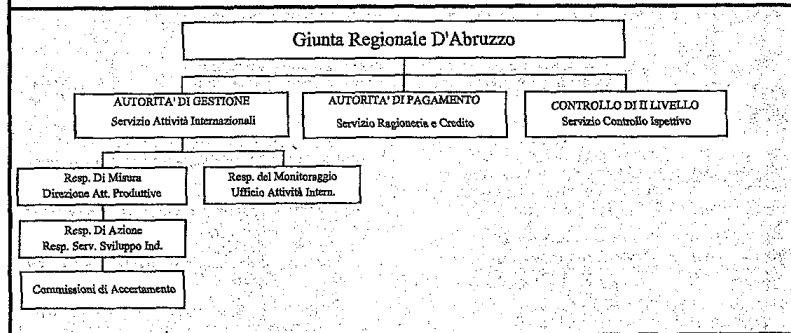 Giunta Regionale D'Abruzzo
AUTORITA' DI GESTIONE
Servizio Attività Internazionali
AUTORITA' DI PAGAMENTO
Servizio Ragioneria e Credito
CONTROLLO DI II LIVELLO
Servizio Controllo Ispettivo
Resp. Di Misura
Direzione Att. Produttive
Resp. del Monitoraggio
Ufficio Attività Intern.
Resp. Di Azione
Resp. Serv. Sviluppo Ind.
Commissioni di Accertamento